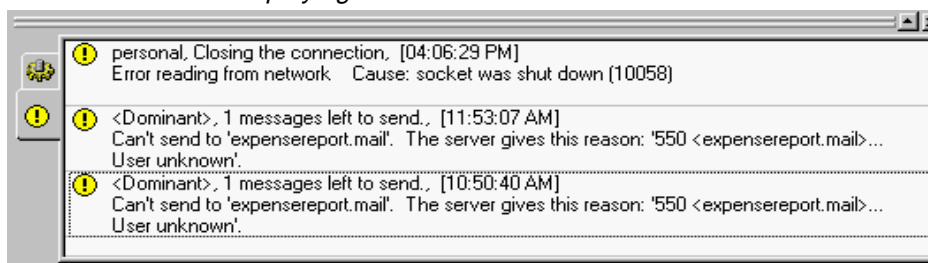 personal, Closing the connection, [04:06:29 PM]
Error reading from network Cause: socket was shut down (10058)
<Dominant>, 1 messages left to send., [11:53:07 AM]
Can't send to 'expensereport.mail'. The server gives this reason: '550 <expensereport.mail>...
User unknown'.
<Dominant>, 1 messages left to send., [10:50:40 AM]
Can't send to 'expensereport.mail'. The server gives this reason: '550 <expensereport.mail>...
User unknown'.